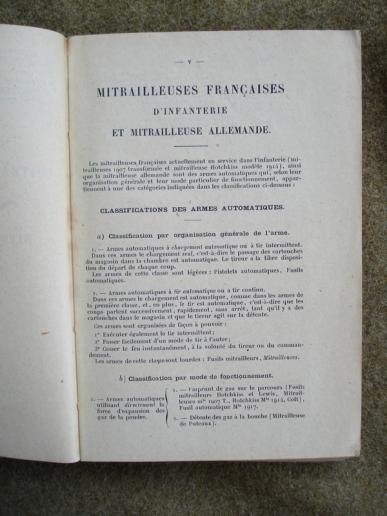 — V —
MITRAILLEUSES FRANÇAISES
D'INFANTERIE
ET MITRAILLEUSE ALLEMANDE.
Les mitrailleuses françaises actuellement en service dans l'infanterie (mi-
trailleuses 1907 transformée et mitrailleuse Hotchkiss modèle 1914), ainsi
que la mitrailleuse allemande sont des armes automatiques qui, selon leur
organisation générale et leur mode particulier de fonctionnement, appar-
tiennent à une des catégories indiquées dans les classifications ci-dessous :
CLASSIFICATIONS DES ARMES AUTOMATIQUES.
a) Classification par organisation générale de l'arme.
1. — Armes automatiques à chargement automatique ou à tir intermittent.
Dans ces armes le chargement seul, c'est-à-dire le passage des cartouches
du magasin dans la chambre est automatique. Le tireur a la libre disposi-
tion du départ de chaque coup.
Les armes de cette classe sont légères : Pistolets automatiques, Fusils
automatiques.
2. — Armes automatiques à tir automatique ou à tir continu.
Dans ces armes le chargement est automatique, comme dans les armes de
la première classe, et, en plus, le tir est automatique, c'est-à-dire que les
coups partent successivement, rapidement, sans arrêt, tant qu'il y a des
cartouches dans le magasin et que le tireur agit sur la détente.
Ces armes sont organisées de façon à pouvoir :
1° Exécuter également le tir intermittent;
2° Passer facilement d'un mode de tir à l'autre;
3° Cesser le feu instantanément, à la volonté du tireur ou du comman-
dement.
Les armes de cette classe sont lourdes : Fusils mitrailleurs, Mitrailleuses.
b) Classification par mode de fonctionnement.
1. — Armes automatiques
utilisant directement la
force d'expansion des
gaz de la poudre.
1. — Emprunt de gaz sur le parcours (Fusils
mitrailleurs Hotchkiss et Lewis, Mitrail-
leuses mle 1907 T., Hotchkiss Mle 1914, Colt),
Fusil automatique Mle 1917.
2. — Détente des gaz à la bouche (Mitrailleuse
de Puteaux).